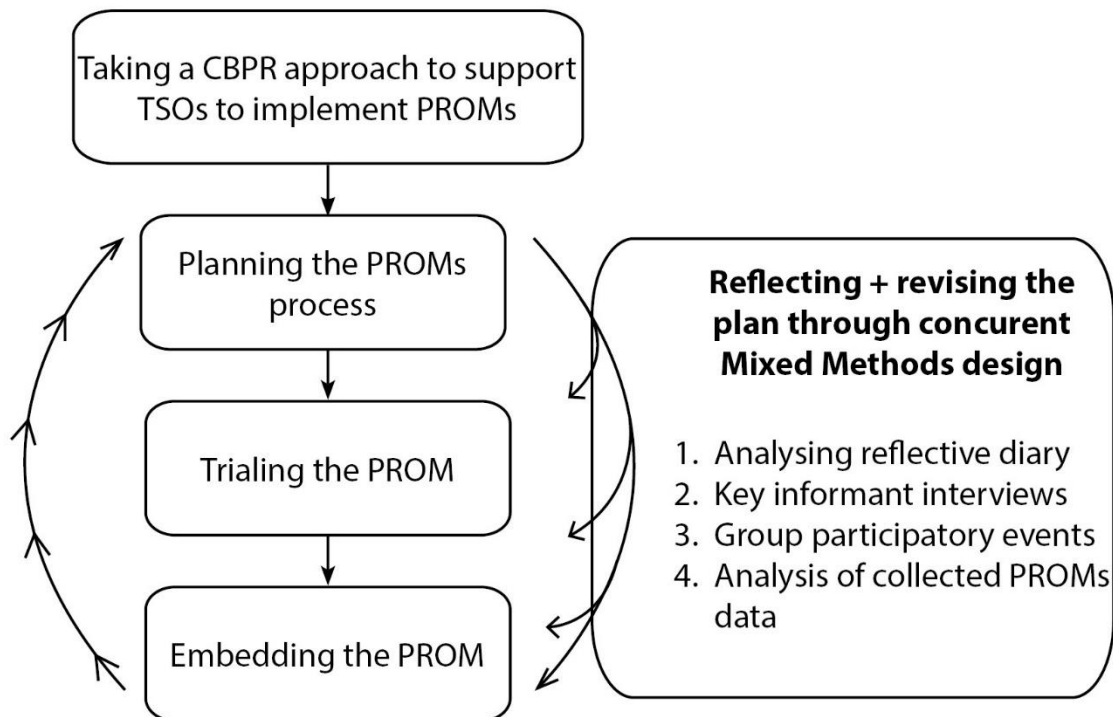 Taking a CBPR approach to support
TSOs to implement PROMs
Planning the PROMs
process
Trialing the PROM
Embedding the PROM
Reflecting + revising the
plan through concurent
Mixed Methods design
1. Analysing reflective diary
2. Key informant interviews
3. Group participatory events
4. Analysis of collected PROMs
data